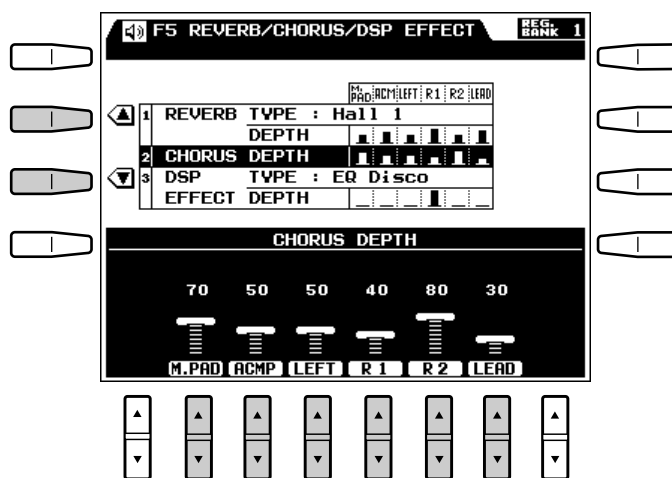 F5 REVERB/CHORUS/DSP EFFECT REG. BANK 1
M. PAD ACM LEFT R1 R2 LEAD
1 REVERB TYPE : Hall 1
DEPTH
2 CHORUS DEPTH
3 DSP TYPE : EQ Disco
EFFECT DEPTH
CHORUS DEPTH
70 50 50 40 80 30
M.PAD ACMP LEFT R 1 R 2 LEAD